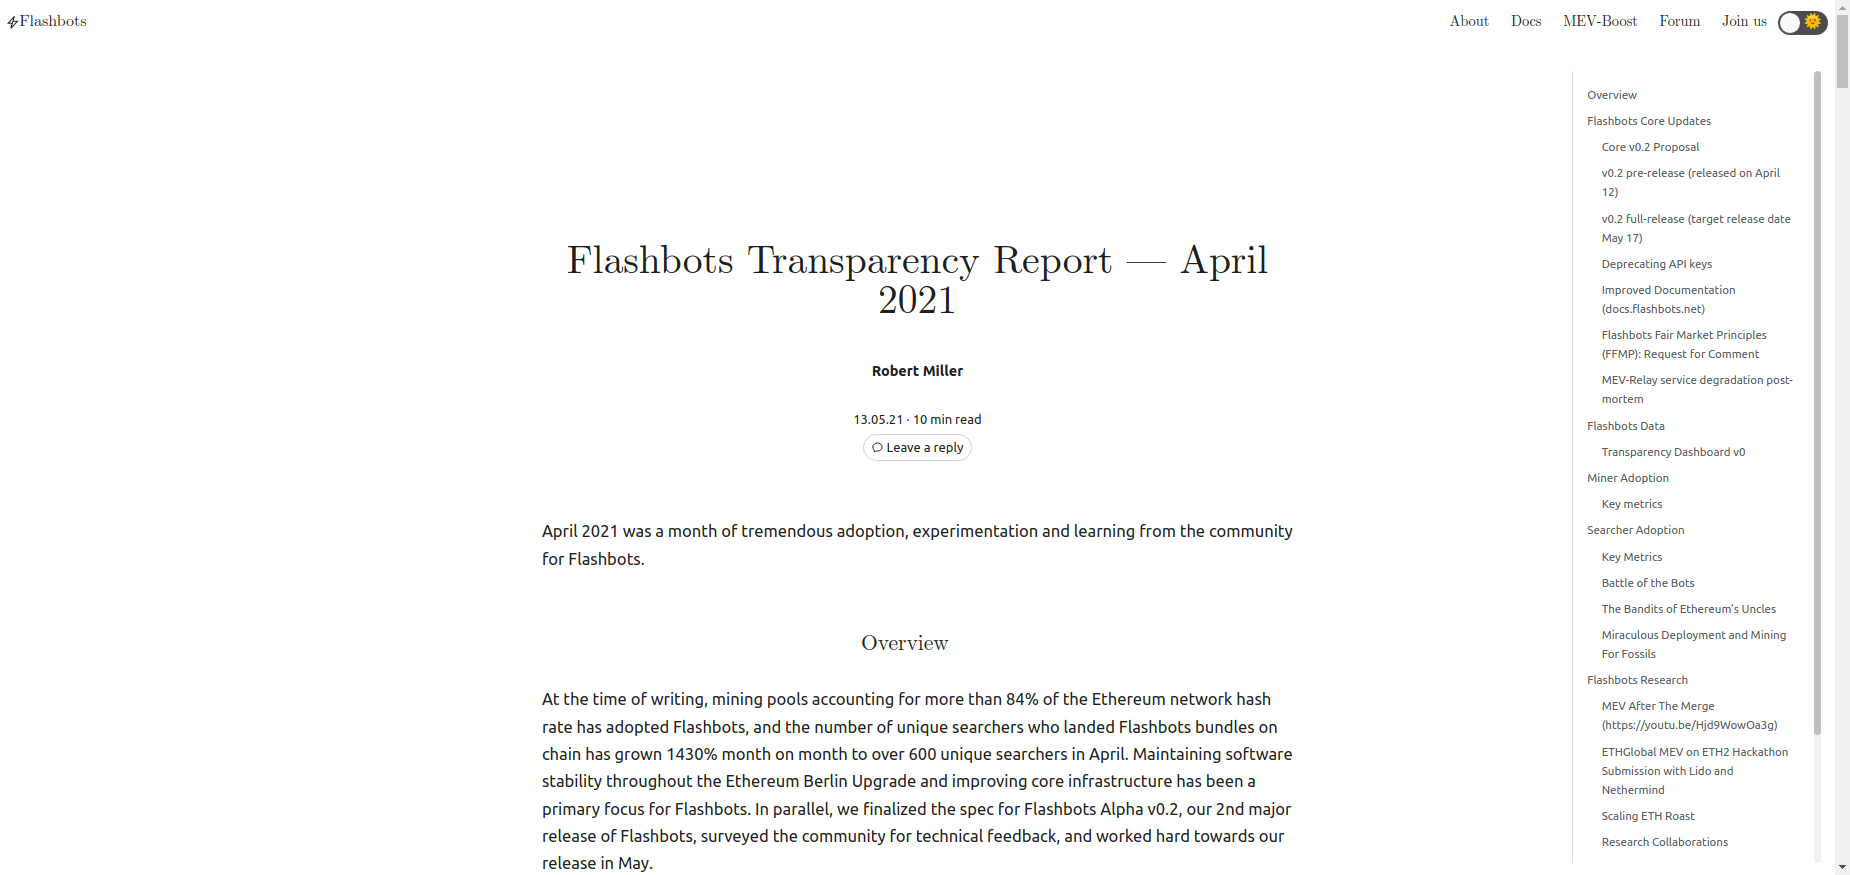 Flashbots
About Docs MEV-Boost Forum Join us
Flashbots Transparency Report — April
2021
Robert Miller
13.05.21 · 10 min read
Leave a reply
April 2021 was a month of tremendous adoption, experimentation and learning from the community
for Flashbots.
Overview
At the time of writing, mining pools accounting for more than 84% of the Ethereum network hash
rate has adopted Flashbots, and the number of unique searchers who landed Flashbots bundles on
chain has grown 1430% month on month to over 600 unique searchers in April. Maintaining software
stability throughout the Ethereum Berlin Upgrade and improving core infrastructure has been a
primary focus for Flashbots. In parallel, we finalized the spec for Flashbots Alpha v0.2, our 2nd major
release of Flashbots, surveyed the community for technical feedback, and worked hard towards our
release in May.
Overview
Flashbots Core Updates
Core v0.2 Proposal
v0.2 pre-release (released on April
12)
v0.2 full-release (target release date
May 17)
Deprecating API keys
Improved Documentation
(docs.flashbots.net)
Flashbots Fair Market Principles
(FFMP): Request for Comment
MEV-Relay service degradation post-
mortem
Flashbots Data
Transparency Dashboard v0
Miner Adoption
Key metrics
Searcher Adoption
Key Metrics
Battle of the Bots
The Bandits of Ethereum's Uncles
Miraculous Deployment and Mining
For Fossils
Flashbots Research
MEV After The Merge
(https://youtu.be/Hjd9WowOa3g)
ETHGlobal MEV on ETH2 Hackathon
Submission with Lido and
Nethermind
Scaling ETH Roast
Research Collaborations